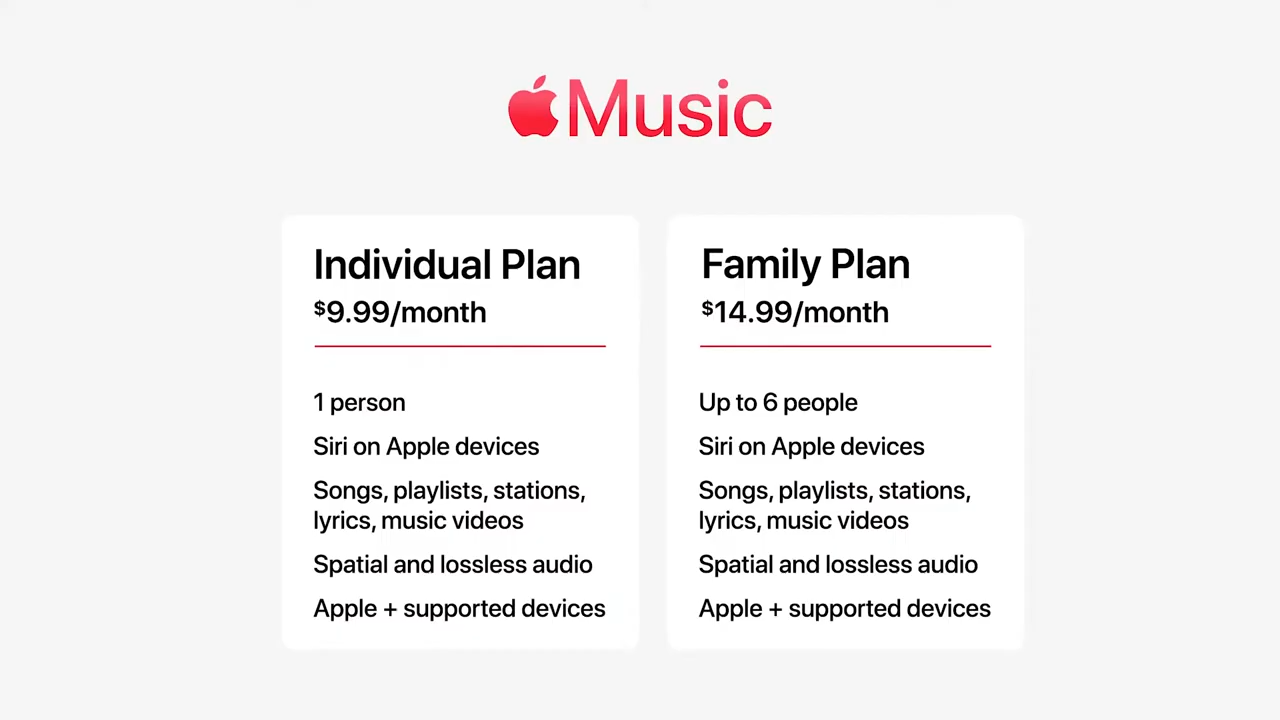 Music
Individual Plan
$9.99/month
1 person
Siri on Apple devices
Songs, playlists, stations,
lyrics, music videos
Spatial and lossless audio
Apple + supported devices
Family Plan
$14.99/month
Up to 6 people
Siri on Apple devices
Songs, playlists, stations,
lyrics, music videos
Spatial and lossless audio
Apple + supported devices